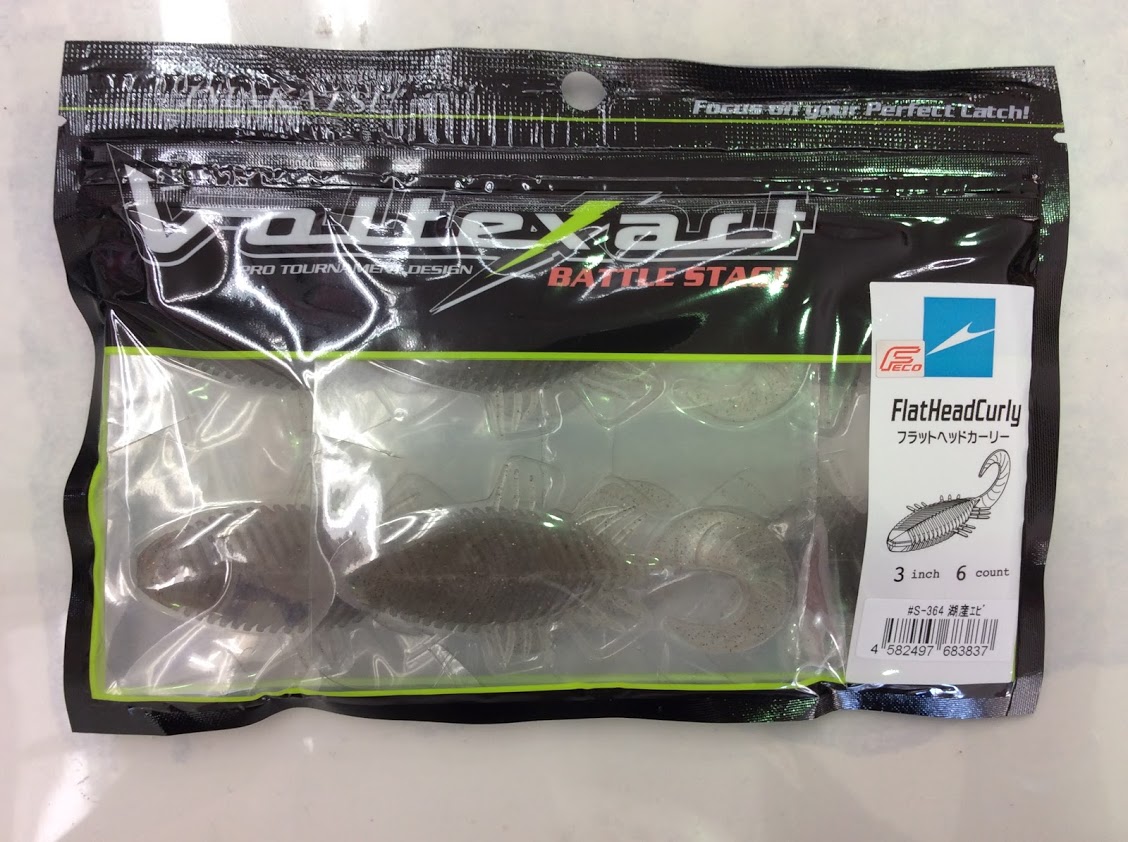 Focus on your Perfect Catch!
Valtexact
PRO TOURNAMENT DESIGN
BATTLE STAGE
FECO
FlatHeadCurly
フラットヘッドカーリー
3 inch 6 count
#S-364 湖産ｴﾋﾞ
4 582497 683837